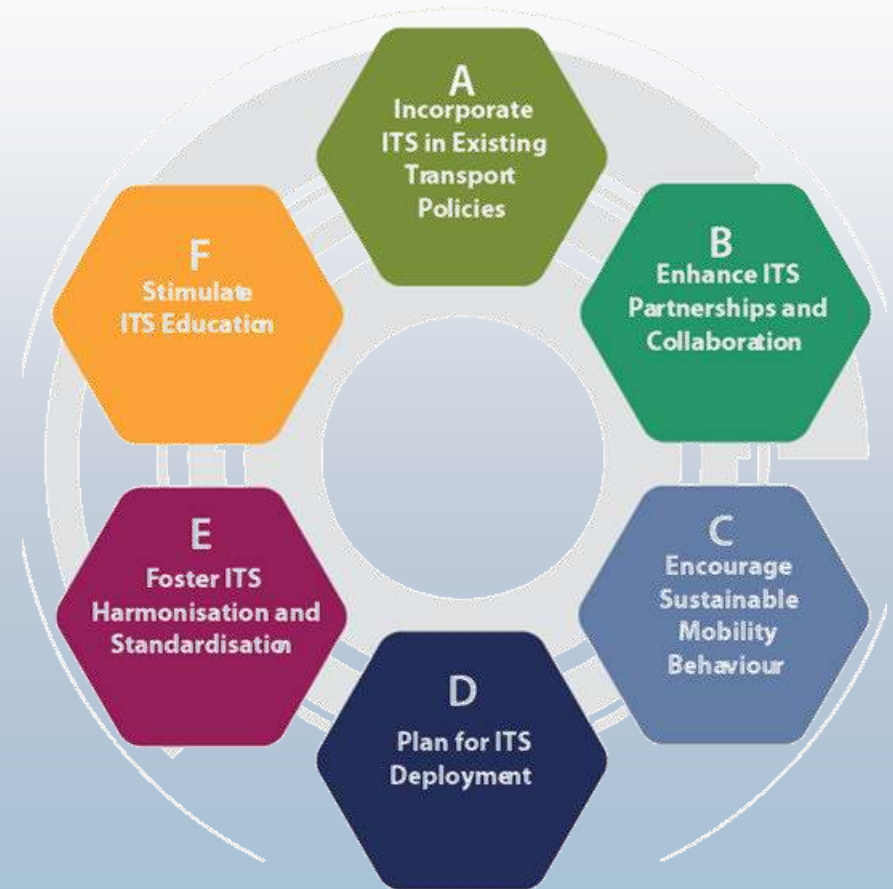 A
Incorporate
ITS in Existing
Transport
Policies
B
Enhance ITS
Partnerships and
Collaboration
C
Encourage
Sustainable
Mobility
Behaviour
D
Plan for ITS
Deployment
E
Foster ITS
Harmonisation and
Standardisation
F
Stimulate
ITS Education